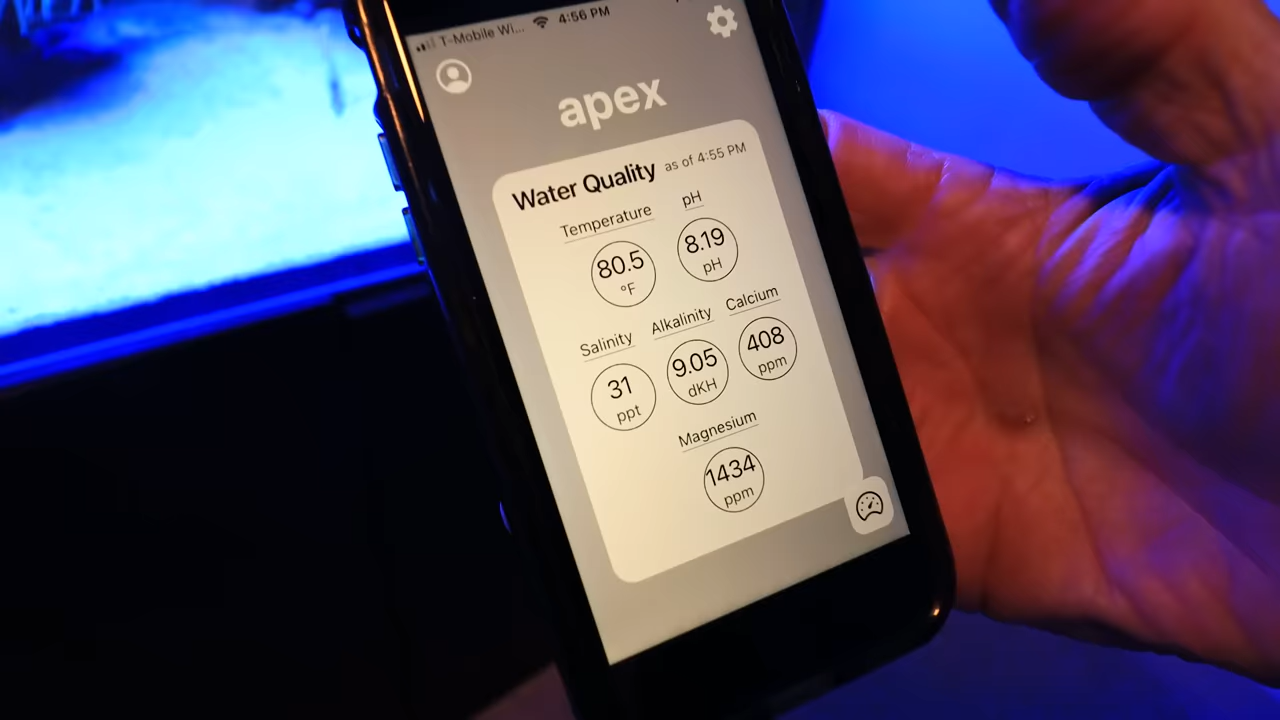 T-Mobile Wi... 4:56 PM
apex
Water Quality as of 4:55 PM
Temperature pH
80.5 8.19
°F pH
Salinity Alkalinity Calcium
31 9.05 408
ppt dKH ppm
Magnesium
1434
ppm